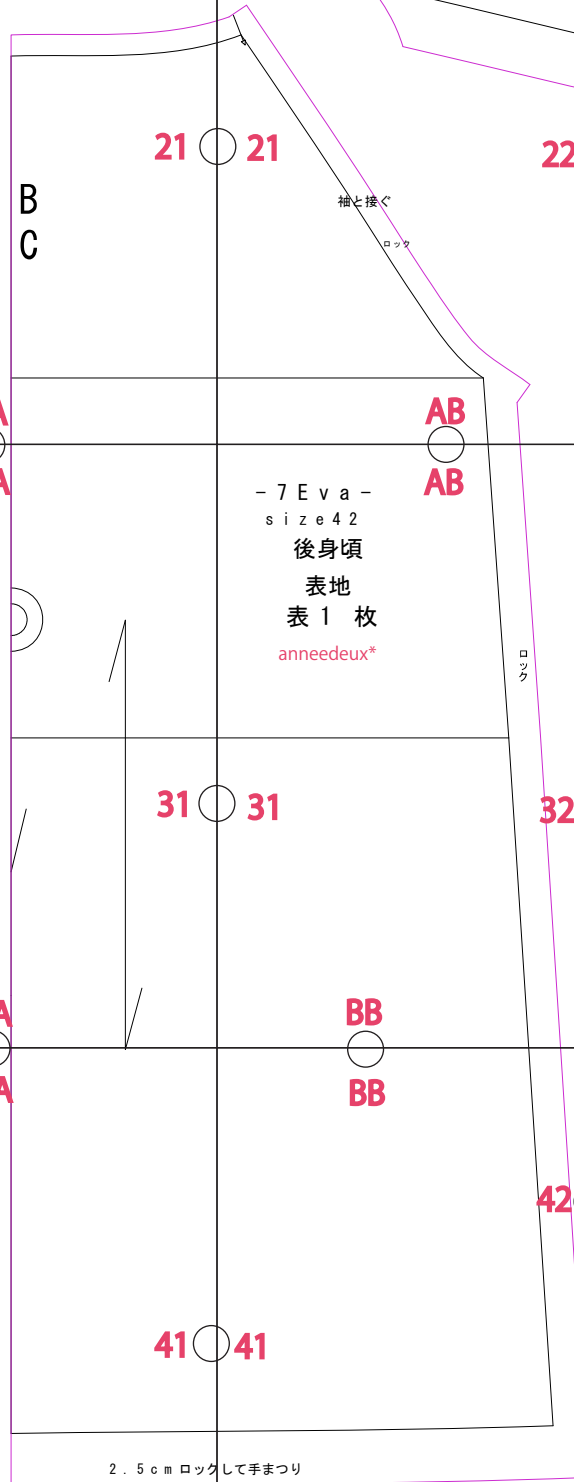 21 21
22
B
C
袖と接ぐ
ロック
A
AB
A
AB
-7Eva-
size42
後身頃
表地
表1 枚
anneedeux*
ロック
31 31
32
A
BB
A
BB
42
41 41
2.5cmロックして手まつり